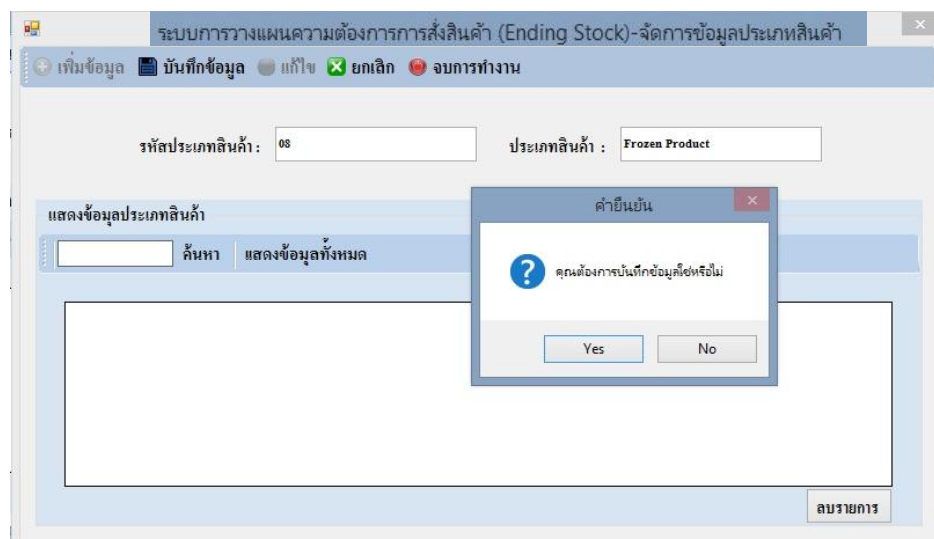 ระบบการวางแผนความต้องการการสั่งสินค้า (Ending Stock)-จัดการข้อมูลประเภทสินค้า
เพิ่มข้อมูล บันทึกข้อมูล แก้ไข ยกเลิก จบการทำงาน
รหัสประเภทสินค้า : 08 ประเภทสินค้า : Frozen Product
แสดงข้อมูลประเภทสินค้า
ค้นหา แสดงข้อมูลทั้งหมด
คำยืนยัน
คุณต้องการบันทึกข้อมูลใช่หรือไม่
Yes No
ลบรายการ